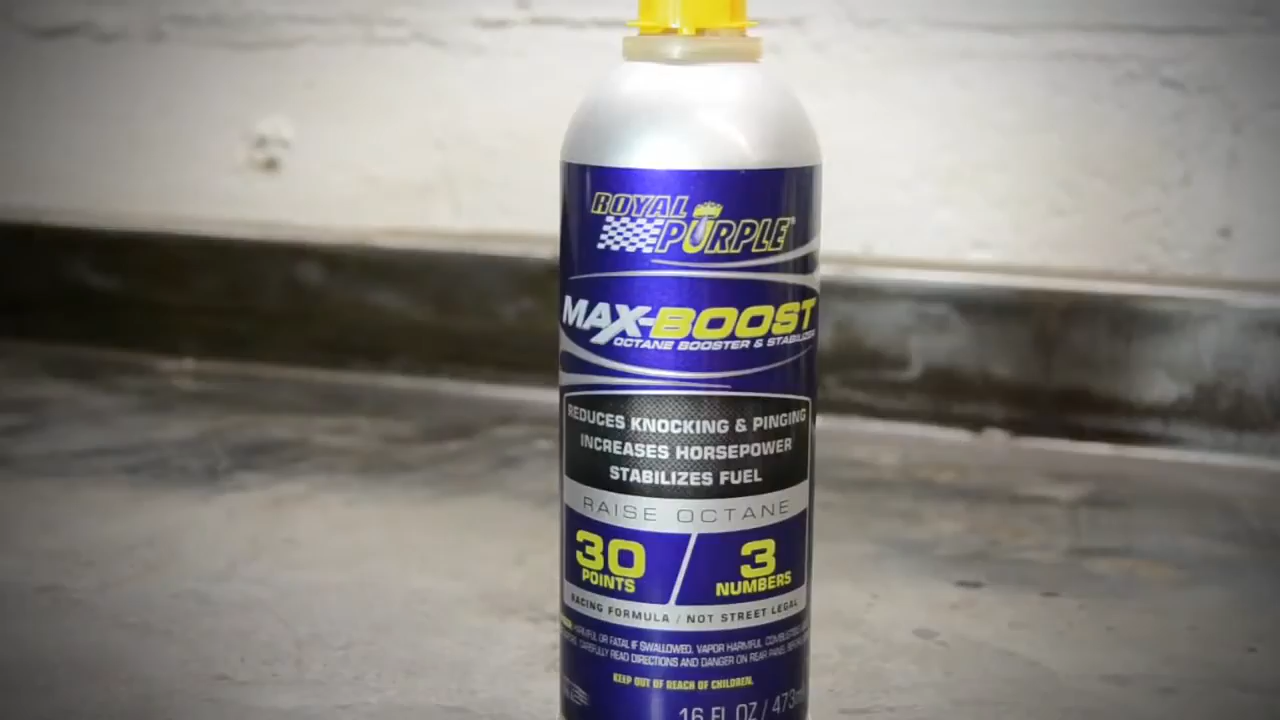 ROYAL
PURPLE
MAX-BOOST
OCTANE BOOSTER & STABILIZER
REDUCES KNOCKING & PINGING
INCREASES HORSEPOWER
STABILIZES FUEL
RAISE OCTANE
30 3
POINTS NUMBERS
RACING FORMULA / NOT STREET LEGAL
HARMFUL OR FATAL IF SWALLOWED. VAPOR HARMFUL. COMBUSTIBLE
CAREFULLY READ DIRECTIONS AND DANGER ON REAR PANEL
KEEP OUT OF REACH OF CHILDREN.
16 FL OZ / 473